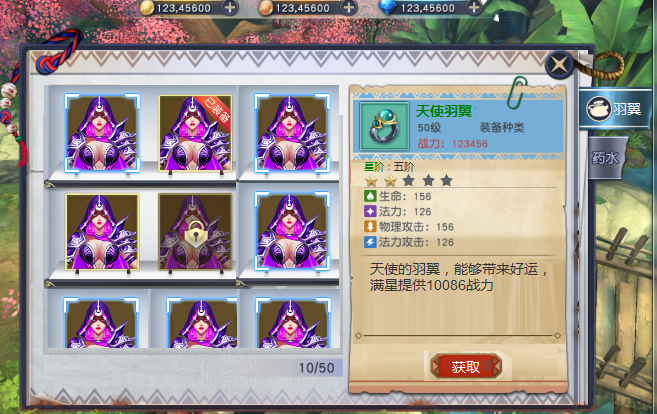 123,45600
123,45600
123,45600
已装备
10/50
天使羽翼
50级 装备种类
战力：123456
星阶：五阶
生命：156
法力：126
物理攻击：156
法力攻击：126
天使的羽翼，能够带来好运，
满星提供10086战力
获取
羽翼
药水